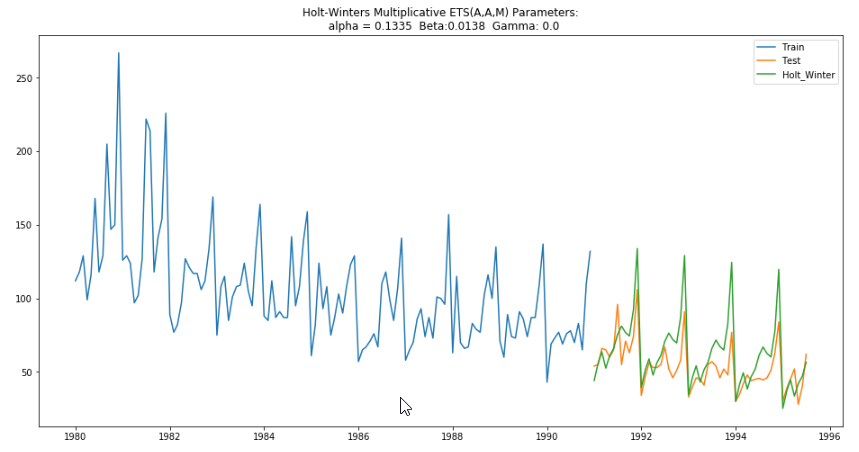 Holt-Winters Multiplicative ETS(A,A,M) Parameters:
alpha = 0.1335  Beta:0.0138  Gamma: 0.0
Train
Test
Holt_Winter
250
200
150
100
50
1980
1982
1984
1986
1988
1990
1992
1994
1996